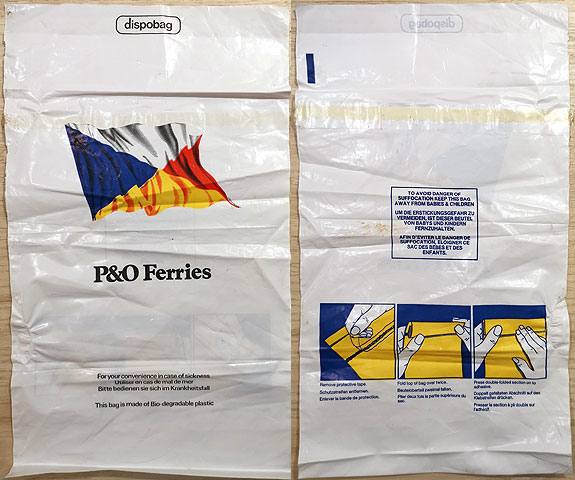 dispobag
P&O Ferries
For your convenience in case of sickness
Utiliser en cas de mal de mer
Bitte bedienen sie sich im Krankheitsfall
This bag is made of Bio-degradable plastic
dispobag
TO AVOID DANGER OF
SUFFOCATION KEEP THIS BAG
AWAY FROM BABIES & CHILDREN
UM DIE ERSTICKUNGSGEFAHR ZU
VERMEIDEN, IST DIESER BEUTEL
VON BABYS UND KINDERN
FERNZUHALTEN.
AFIN D'EVITER LE DANGER DE
SUFFOCATION, ELOIGNER CE
SAC DES BEBES ET DES
ENFANTS.
Remove protective tape.
Schutzstreifen entfernen.
Enlever la bande de protection.
Fold top of bag over twice.
Beutelaberteil zweimal falten.
Plier deux fois la partie supérieure du
sac.
Press double-folded section on to
adhesive.
Doppelt gefalteten Abschnitt auf den
Klebstreifen drücken.
Presser la section à pli double sur
l'adhésif.